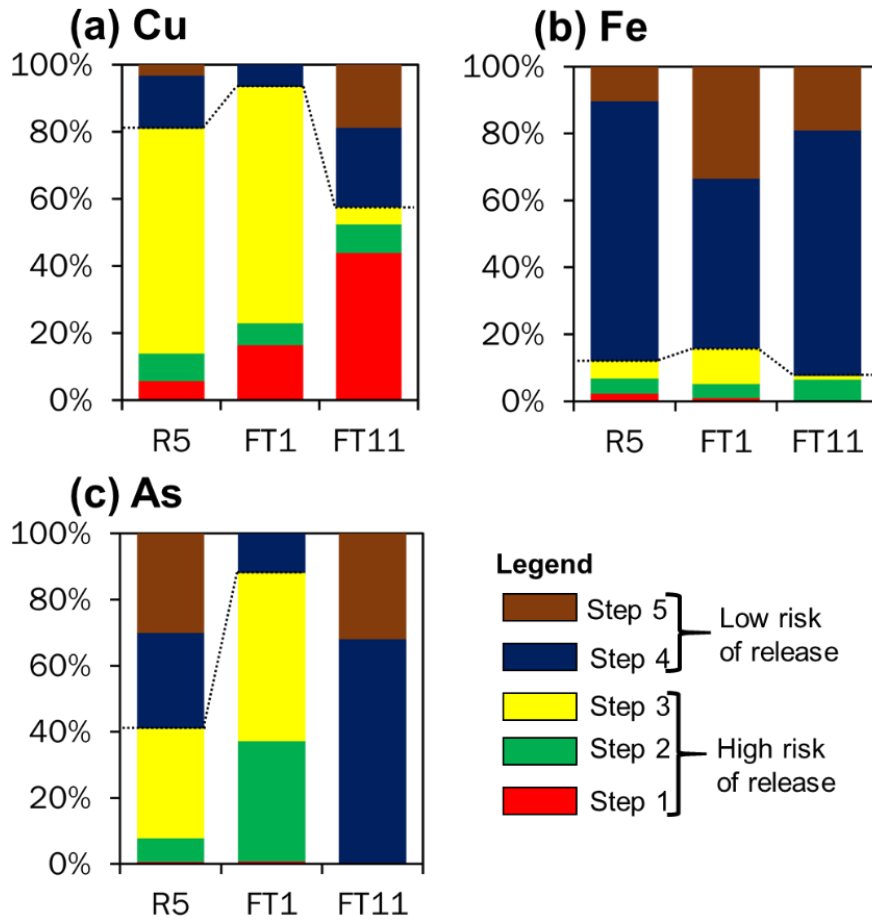 (a) Cu
100%
80%
60%
40%
20%
0%
R5 FT1 FT11
(b) Fe
100%
80%
60%
40%
20%
0%
R5 FT1 FT11
(c) As
100%
80%
60%
40%
20%
0%
R5 FT1 FT11
Legend
Step 5
Step 4
Low risk
of release
Step 3
Step 2
Step 1
High risk
of release